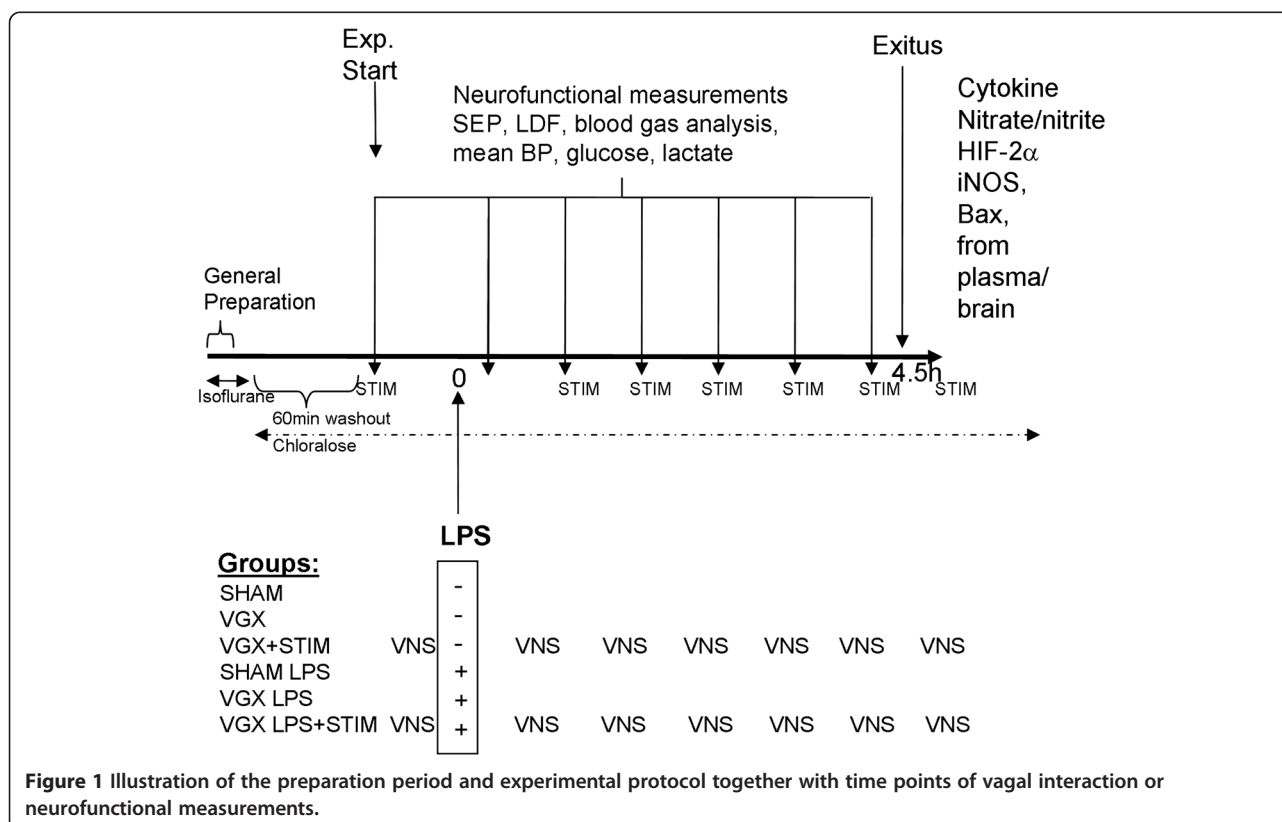 Exp.
Start
Exitus
Neurofunctional measurements
SEP, LDF, blood gas analysis,
mean BP, glucose, lactate
Cytokine
Nitrate/nitrite
HIF-2α
iNOS,
Bax,
from
plasma/
brain
General
Preparation
Isoflurane
60min washout
Chloralose
STIM
0
STIM
STIM
STIM
STIM
STIM
4.5h
STIM
LPS
Groups:
SHAM -
VGX -
VGX+STIM VNS - VNS VNS VNS VNS VNS VNS
SHAM LPS +
VGX LPS +
VGX LPS+STIM VNS + VNS VNS VNS VNS VNS VNS
Figure 1 Illustration of the preparation period and experimental protocol together with time points of vagal interaction or
neurofunctional measurements.